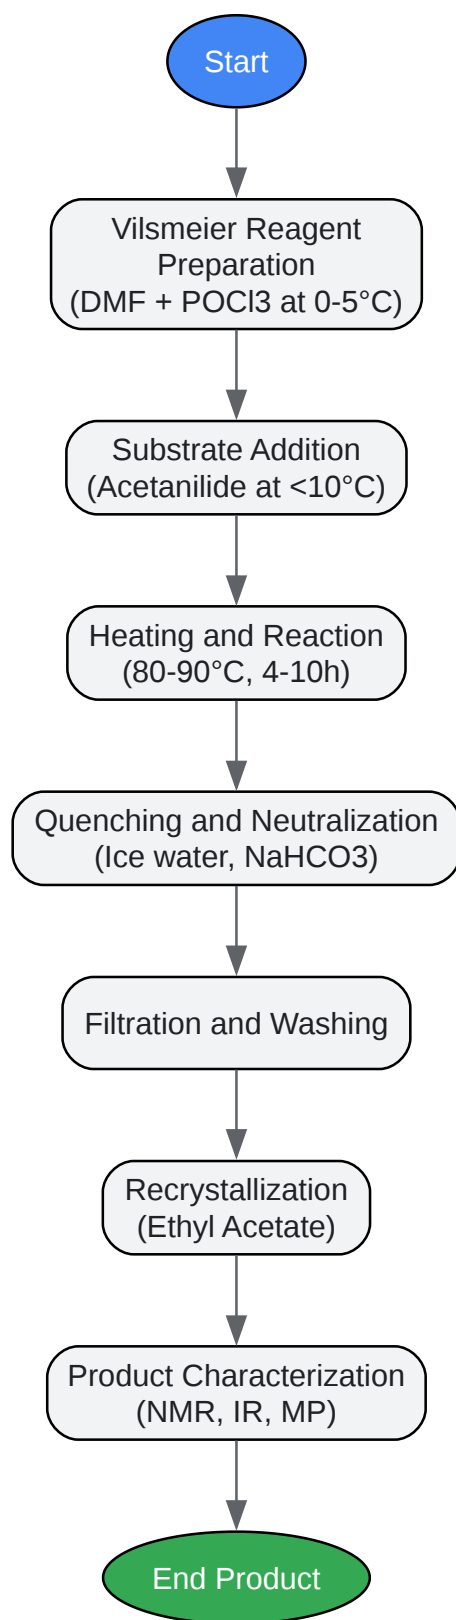 Start
Vilsmeier Reagent
Preparation
(DMF + POCl3 at 0-5°C)
Substrate Addition
(Acetanilide at <10°C)
Heating and Reaction
(80-90°C, 4-10h)
Quenching and Neutralization
(Ice water, NaHCO3)
Filtration and Washing
Recrystallization
(Ethyl Acetate)
Product Characterization
(NMR, IR, MP)
End Product